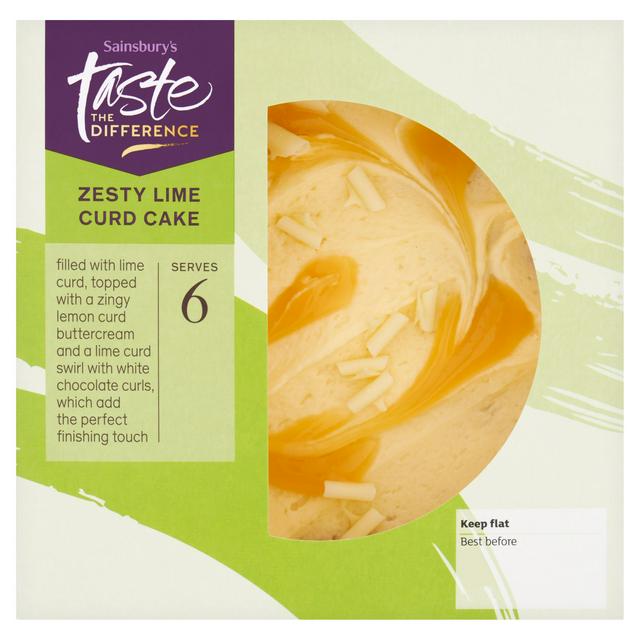 Sainsbury's
taste
THE
DIFFERENCE
ZESTY LIME
CURD CAKE
filled with lime
curd, topped
with a zingy
lemon curd
buttercream
and a lime curd
swirl with white
chocolate curls,
which add
the perfect
finishing touch
SERVES
6
Keep flat
Best before